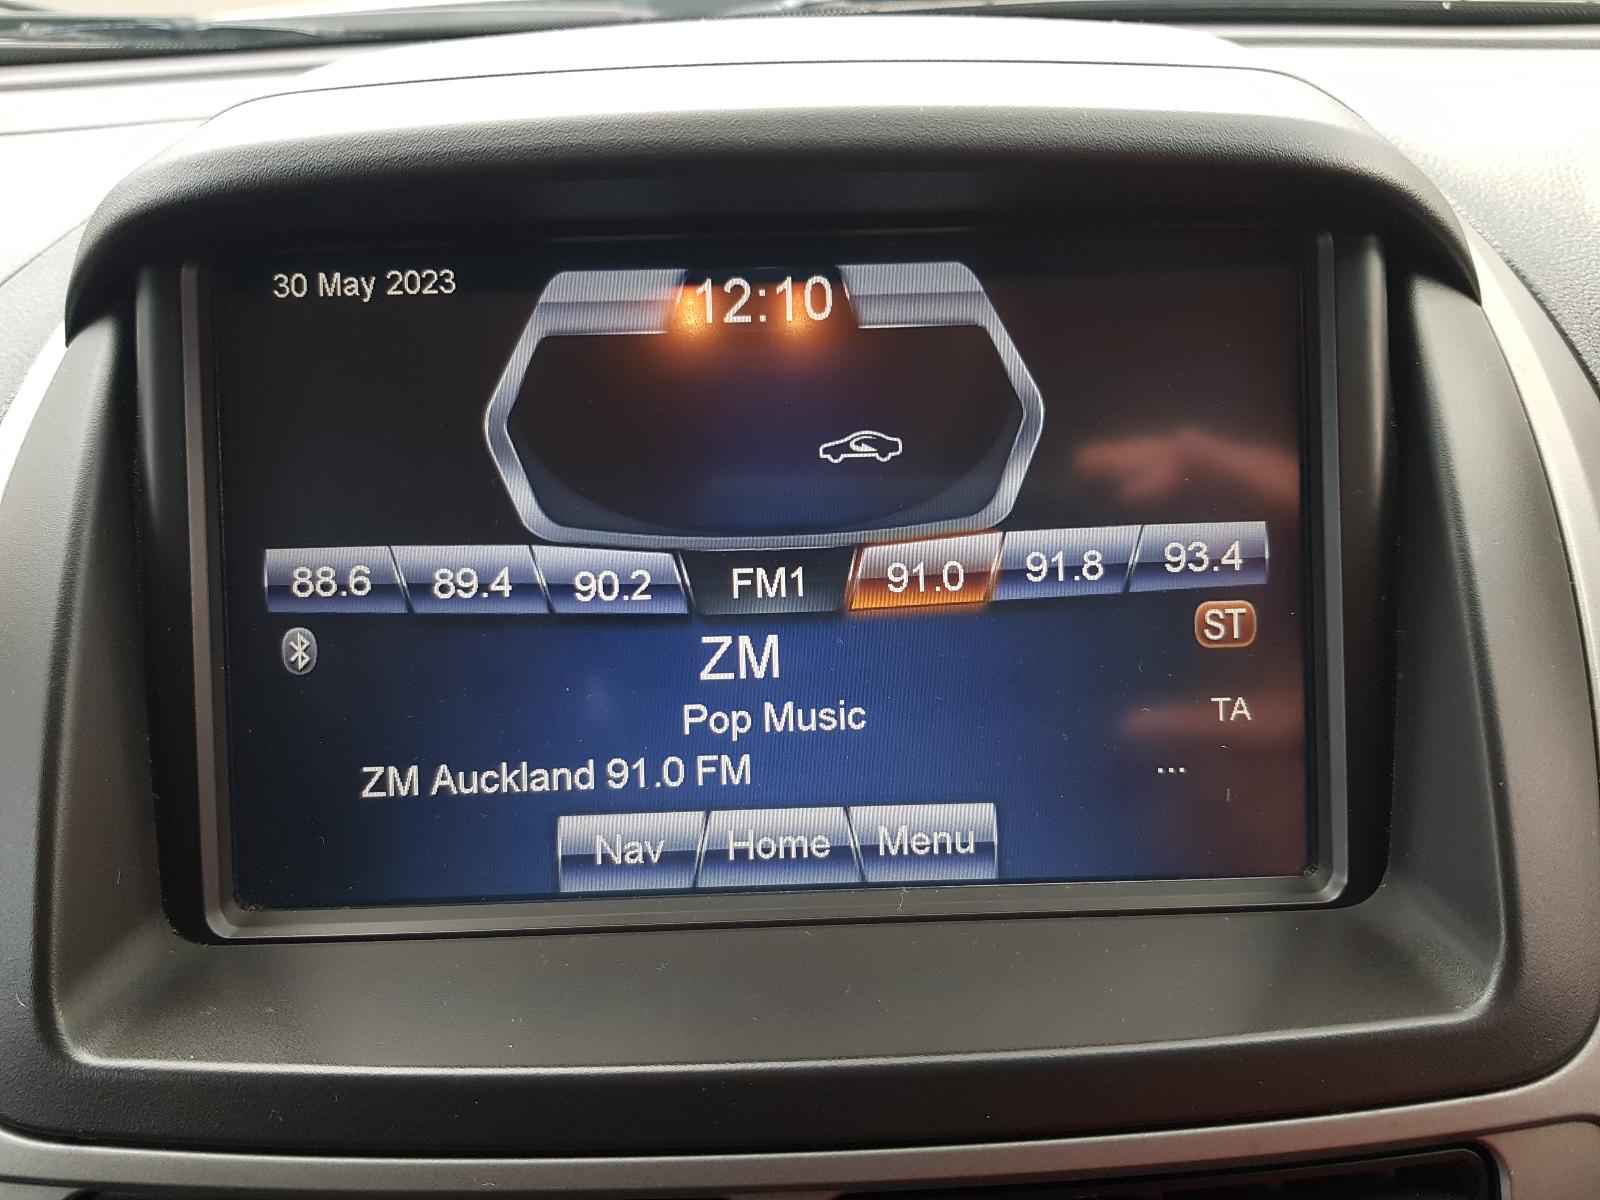 30 May 2023
12:10
88.6 89.4 90.2 FM1 91.0 91.8 93.4
ZM
ST
Pop Music
TA
ZM Auckland 91.0 FM
...
Nav Home Menu